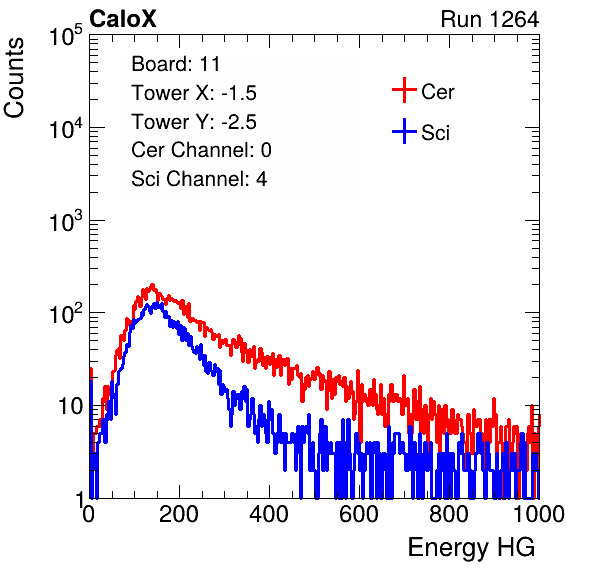 CaloX Run 1264
Counts
10^5
10^4
10^3
10^2
10
1
Board: 11
Tower X: -1.5
Tower Y: -2.5
Cer Channel: 0
Sci Channel: 4
Cer
Sci
0 200 400 600 800 1000
Energy HG